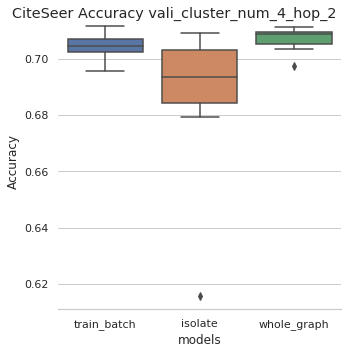 CiteSeer Accuracy vali_cluster_num_4_hop_2
0.70
0.68
0.66
0.64
0.62
Accuracy
train_batch isolate whole_graph
models